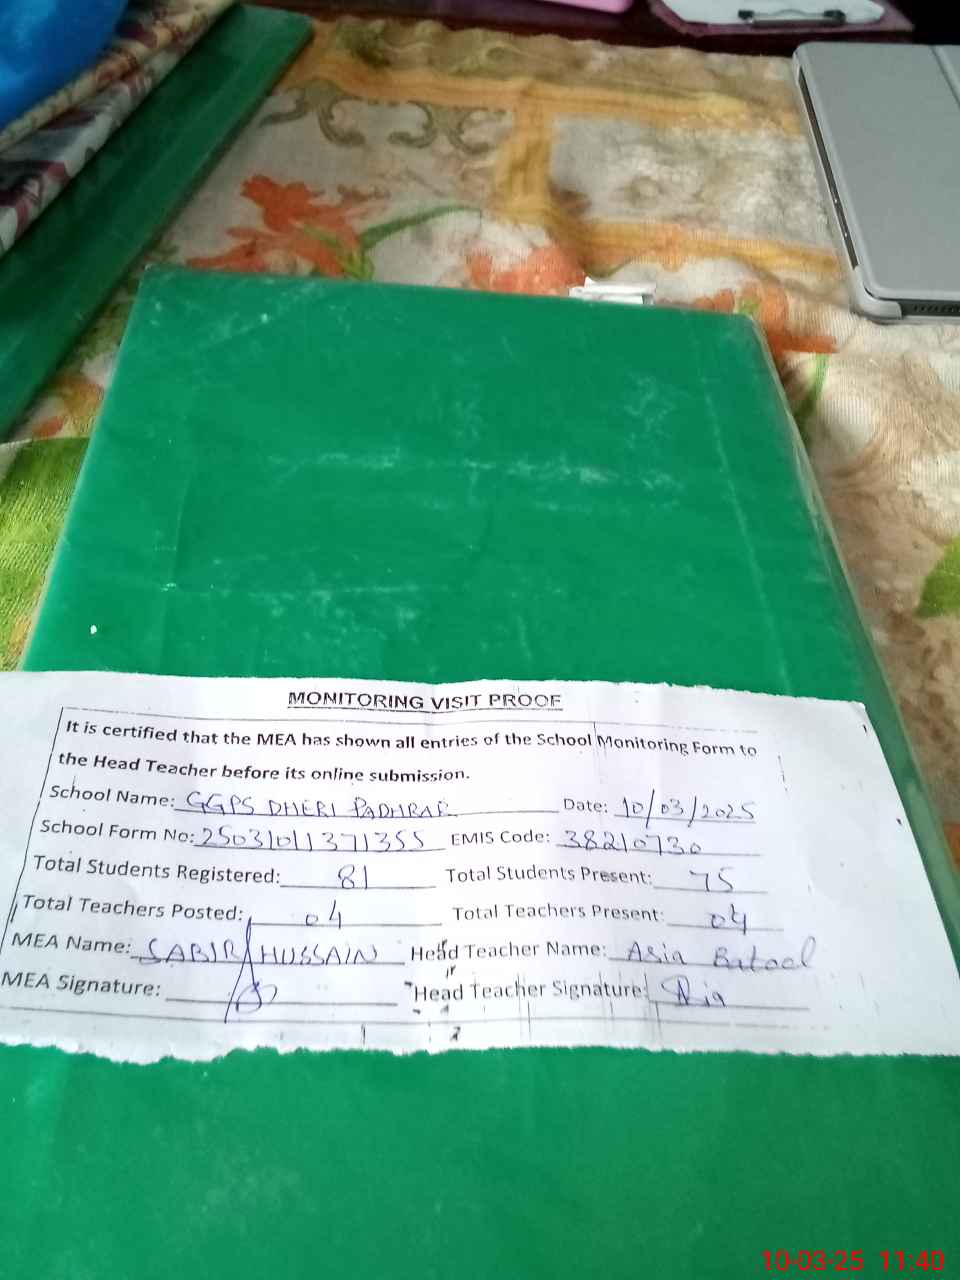 MONITORING VISIT PROOF
It is certified that the MEA has shown all entries of the School Monitoring Form to
the Head Teacher before its online submission.
School Name: GGPS DHERI PADHRAR Date: 10/03/2025
School Form No: 25031011371355 EMIS Code: 38210730
Total Students Registered: 81 Total Students Present: 75
Total Teachers Posted: 04 Total Teachers Present: 04
MEA Name: SABIR HUSSAIN Head Teacher Name: Asia Batool
MEA Signature: Head Teacher Signature:
10-03-25 11:40